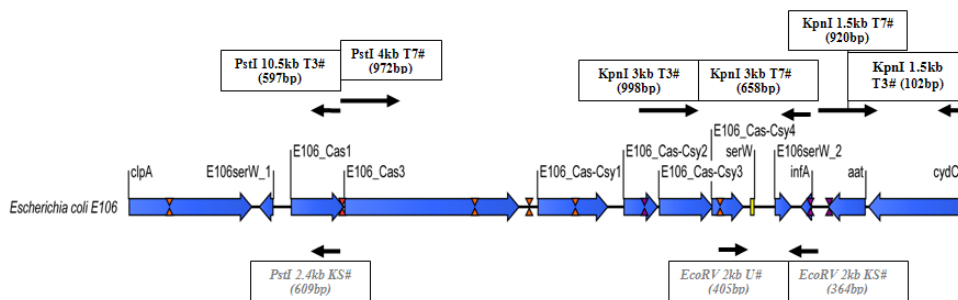 KpnI 1.5kb T7#
(920bp)
PstI 10.5kb T3#
(597bp)
PstI 4kb T7#
(972bp)
KpnI 3kb T3#
(998bp)
KpnI 3kb T7#
(658bp)
KpnI 1.5kb
T3# (102bp)
E106_Cas-Csy4
E106_Cas1
E106_Cas-Csy2
serW
E106serW_2
clpA
E106serW_1
E106_Cas3
E106_Cas-Csy1
E106_Cas-Csy3
infA
aat
cydC
Escherichia coli E106
PstI 2.4kb KS#
(609bp)
EcoRV 2kb U#
(405bp)
EcoRV 2kb KS#
(364bp)